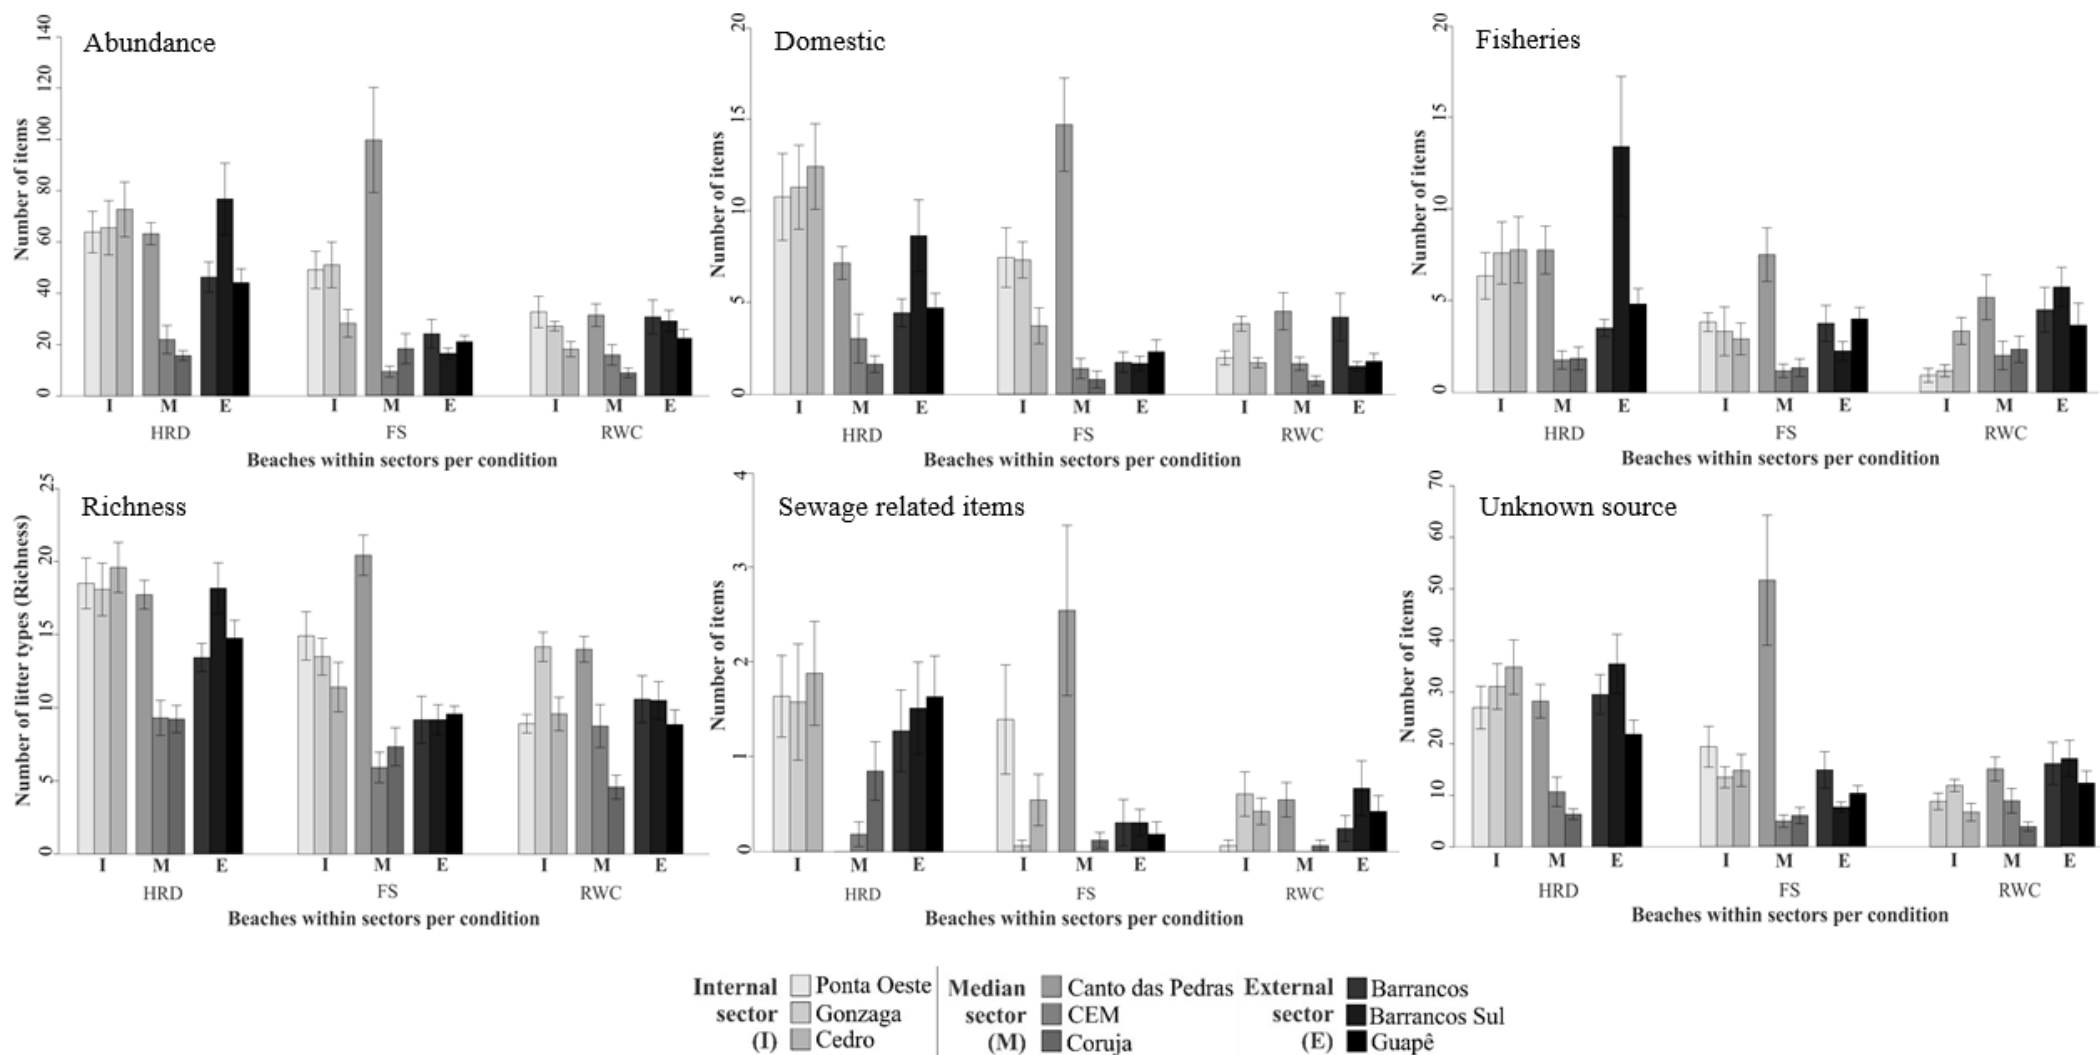 Abundance
Number of items
0 20 40 60 80 100 120 140
I M E I M E I M E
HRD FS RWC
Beaches within sectors per condition
Domestic
Number of items
0 5 10 15 20
I M E I M E I M E
HRD FS RWC
Beaches within sectors per condition
Fisheries
Number of items
0 5 10 15 20
I M E I M E I M E
HRD FS RWC
Beaches within sectors per condition
Richness
Number of litter types (Richness)
0 5 10 15 20 25
I M E I M E I M E
HRD FS RWC
Beaches within sectors per condition
Sewage related items
Number of items
0 1 2 3 4
I M E I M E I M E
HRD FS RWC
Beaches within sectors per condition
Unknown source
Number of items
0 10 20 30 40 50 60 70
I M E I M E I M E
HRD FS RWC
Beaches within sectors per condition
Internal sector (I)
Ponta Oeste
Gonzaga
Cedro
Median sector (M)
Canto das Pedras
CEM
Coruja
External sector (E)
Barrancos
Barrancos Sul
Guapê